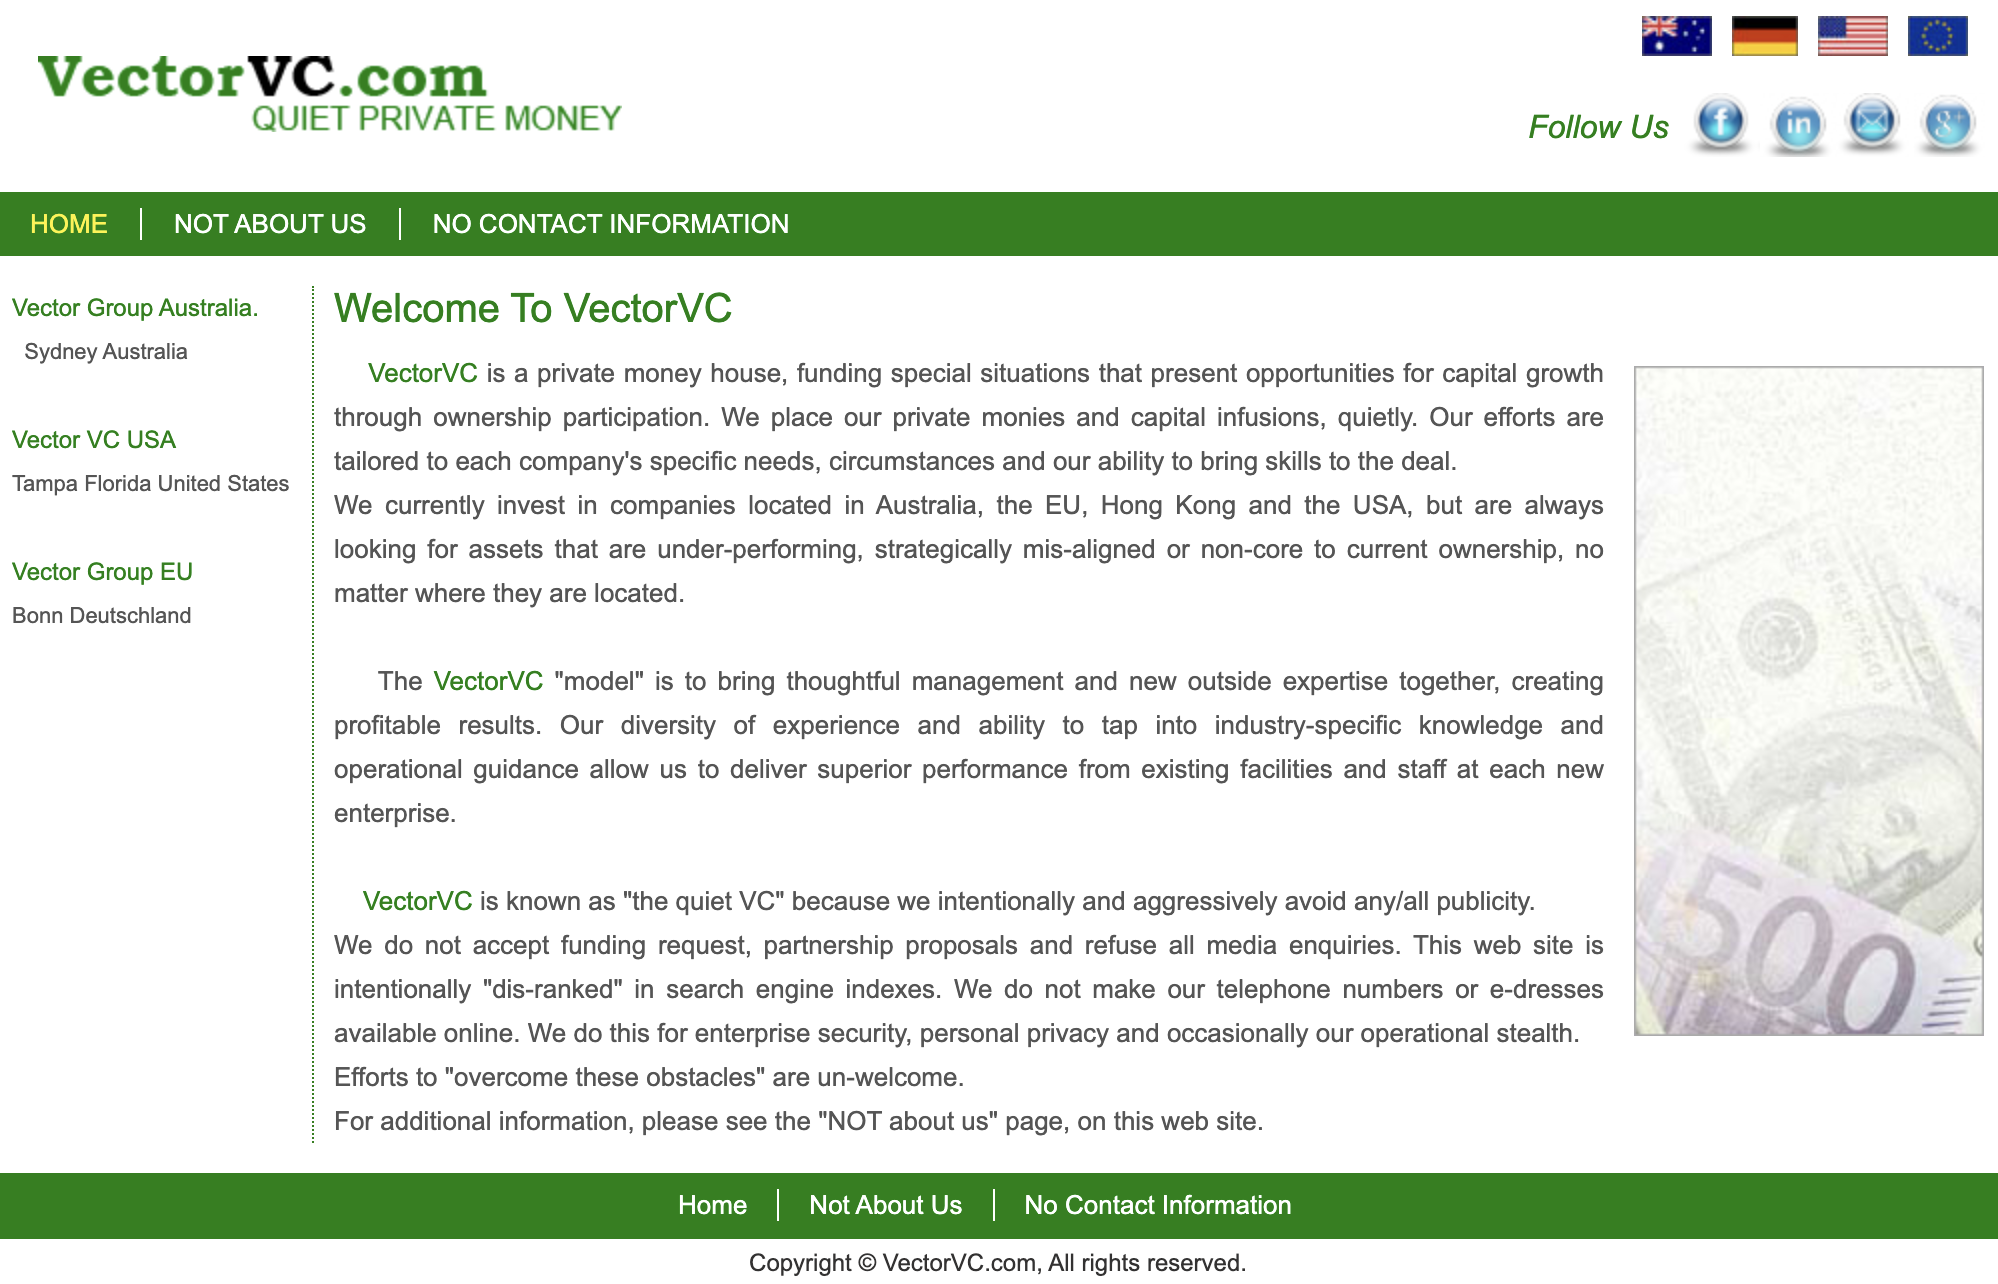 VectorVC.com
QUIET PRIVATE MONEY
Follow Us
HOME
NOT ABOUT US
NO CONTACT INFORMATION
Vector Group Australia.
Sydney Australia
Vector VC USA
Tampa Florida United States
Vector Group EU
Bonn Deutschland
Welcome To VectorVC
VectorVC is a private money house, funding special situations that present opportunities for capital growth
through ownership participation. We place our private monies and capital infusions, quietly. Our efforts are
tailored to each company's specific needs, circumstances and our ability to bring skills to the deal.
We currently invest in companies located in Australia, the EU, Hong Kong and the USA, but are always
looking for assets that are under-performing, strategically mis-aligned or non-core to current ownership, no
matter where they are located.
The VectorVC "model" is to bring thoughtful management and new outside expertise together, creating
profitable results. Our diversity of experience and ability to tap into industry-specific knowledge and
operational guidance allow us to deliver superior performance from existing facilities and staff at each new
enterprise.
VectorVC is known as "the quiet VC" because we intentionally and aggressively avoid any/all publicity.
We do not accept funding request, partnership proposals and refuse all media enquiries. This web site is
intentionally "dis-ranked" in search engine indexes. We do not make our telephone numbers or e-dresses
available online. We do this for enterprise security, personal privacy and occasionally our operational stealth.
Efforts to "overcome these obstacles" are un-welcome.
For additional information, please see the "NOT about us" page, on this web site.
500
Home
Not About Us
No Contact Information
Copyright © VectorVC.com, All rights reserved.